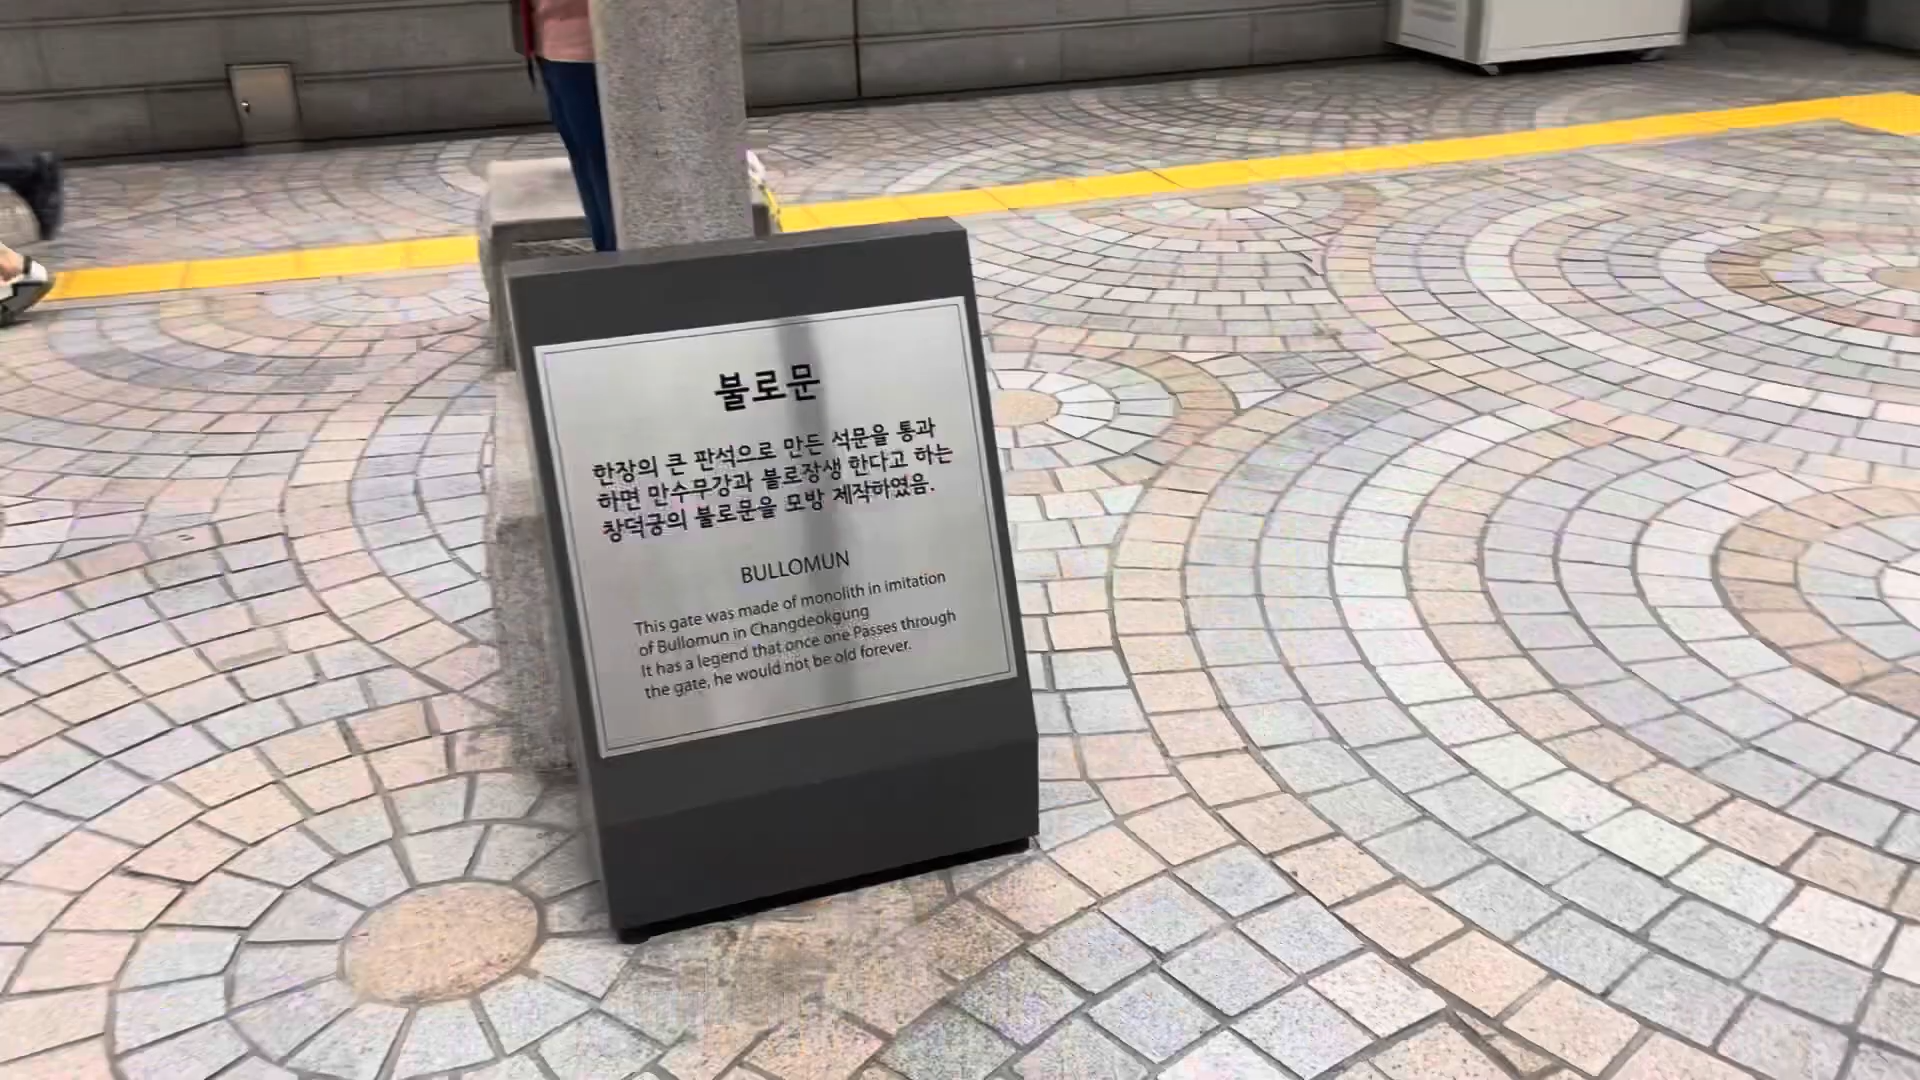 불로문
한장의 큰 판석으로 만든 석문을 통과
하면 만수무강과 불로장생 한다고 하는
창덕궁의 불로문을 모방 제작하였음.
BULLOMUN
This gate was made of monolith in imitation
of Bullomun in Changdeokgung
It has a legend that once one Passes through
the gate, he would not be old forever.